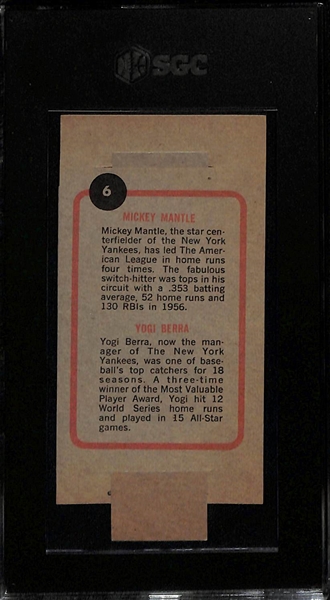 SGC
6
MICKEY MANTLE
Mickey Mantle, the star cen-
terfielder of the New York
Yankees, has led The Amer-
ican League in home runs
four times. The fabulous
switch-hitter was tops in his
circuit with a .353 batting
average, 52 home runs and
130 RBIs in 1956.
YOGI BERRA
Yogi Berra, now the man-
ager of The New York
Yankees, was one of base-
ball's top catchers for 18
seasons. A three-time
winner of the Most Valuable
Player Award, Yogi hit 12
World Series home runs
and played in 15 All-Star
games.